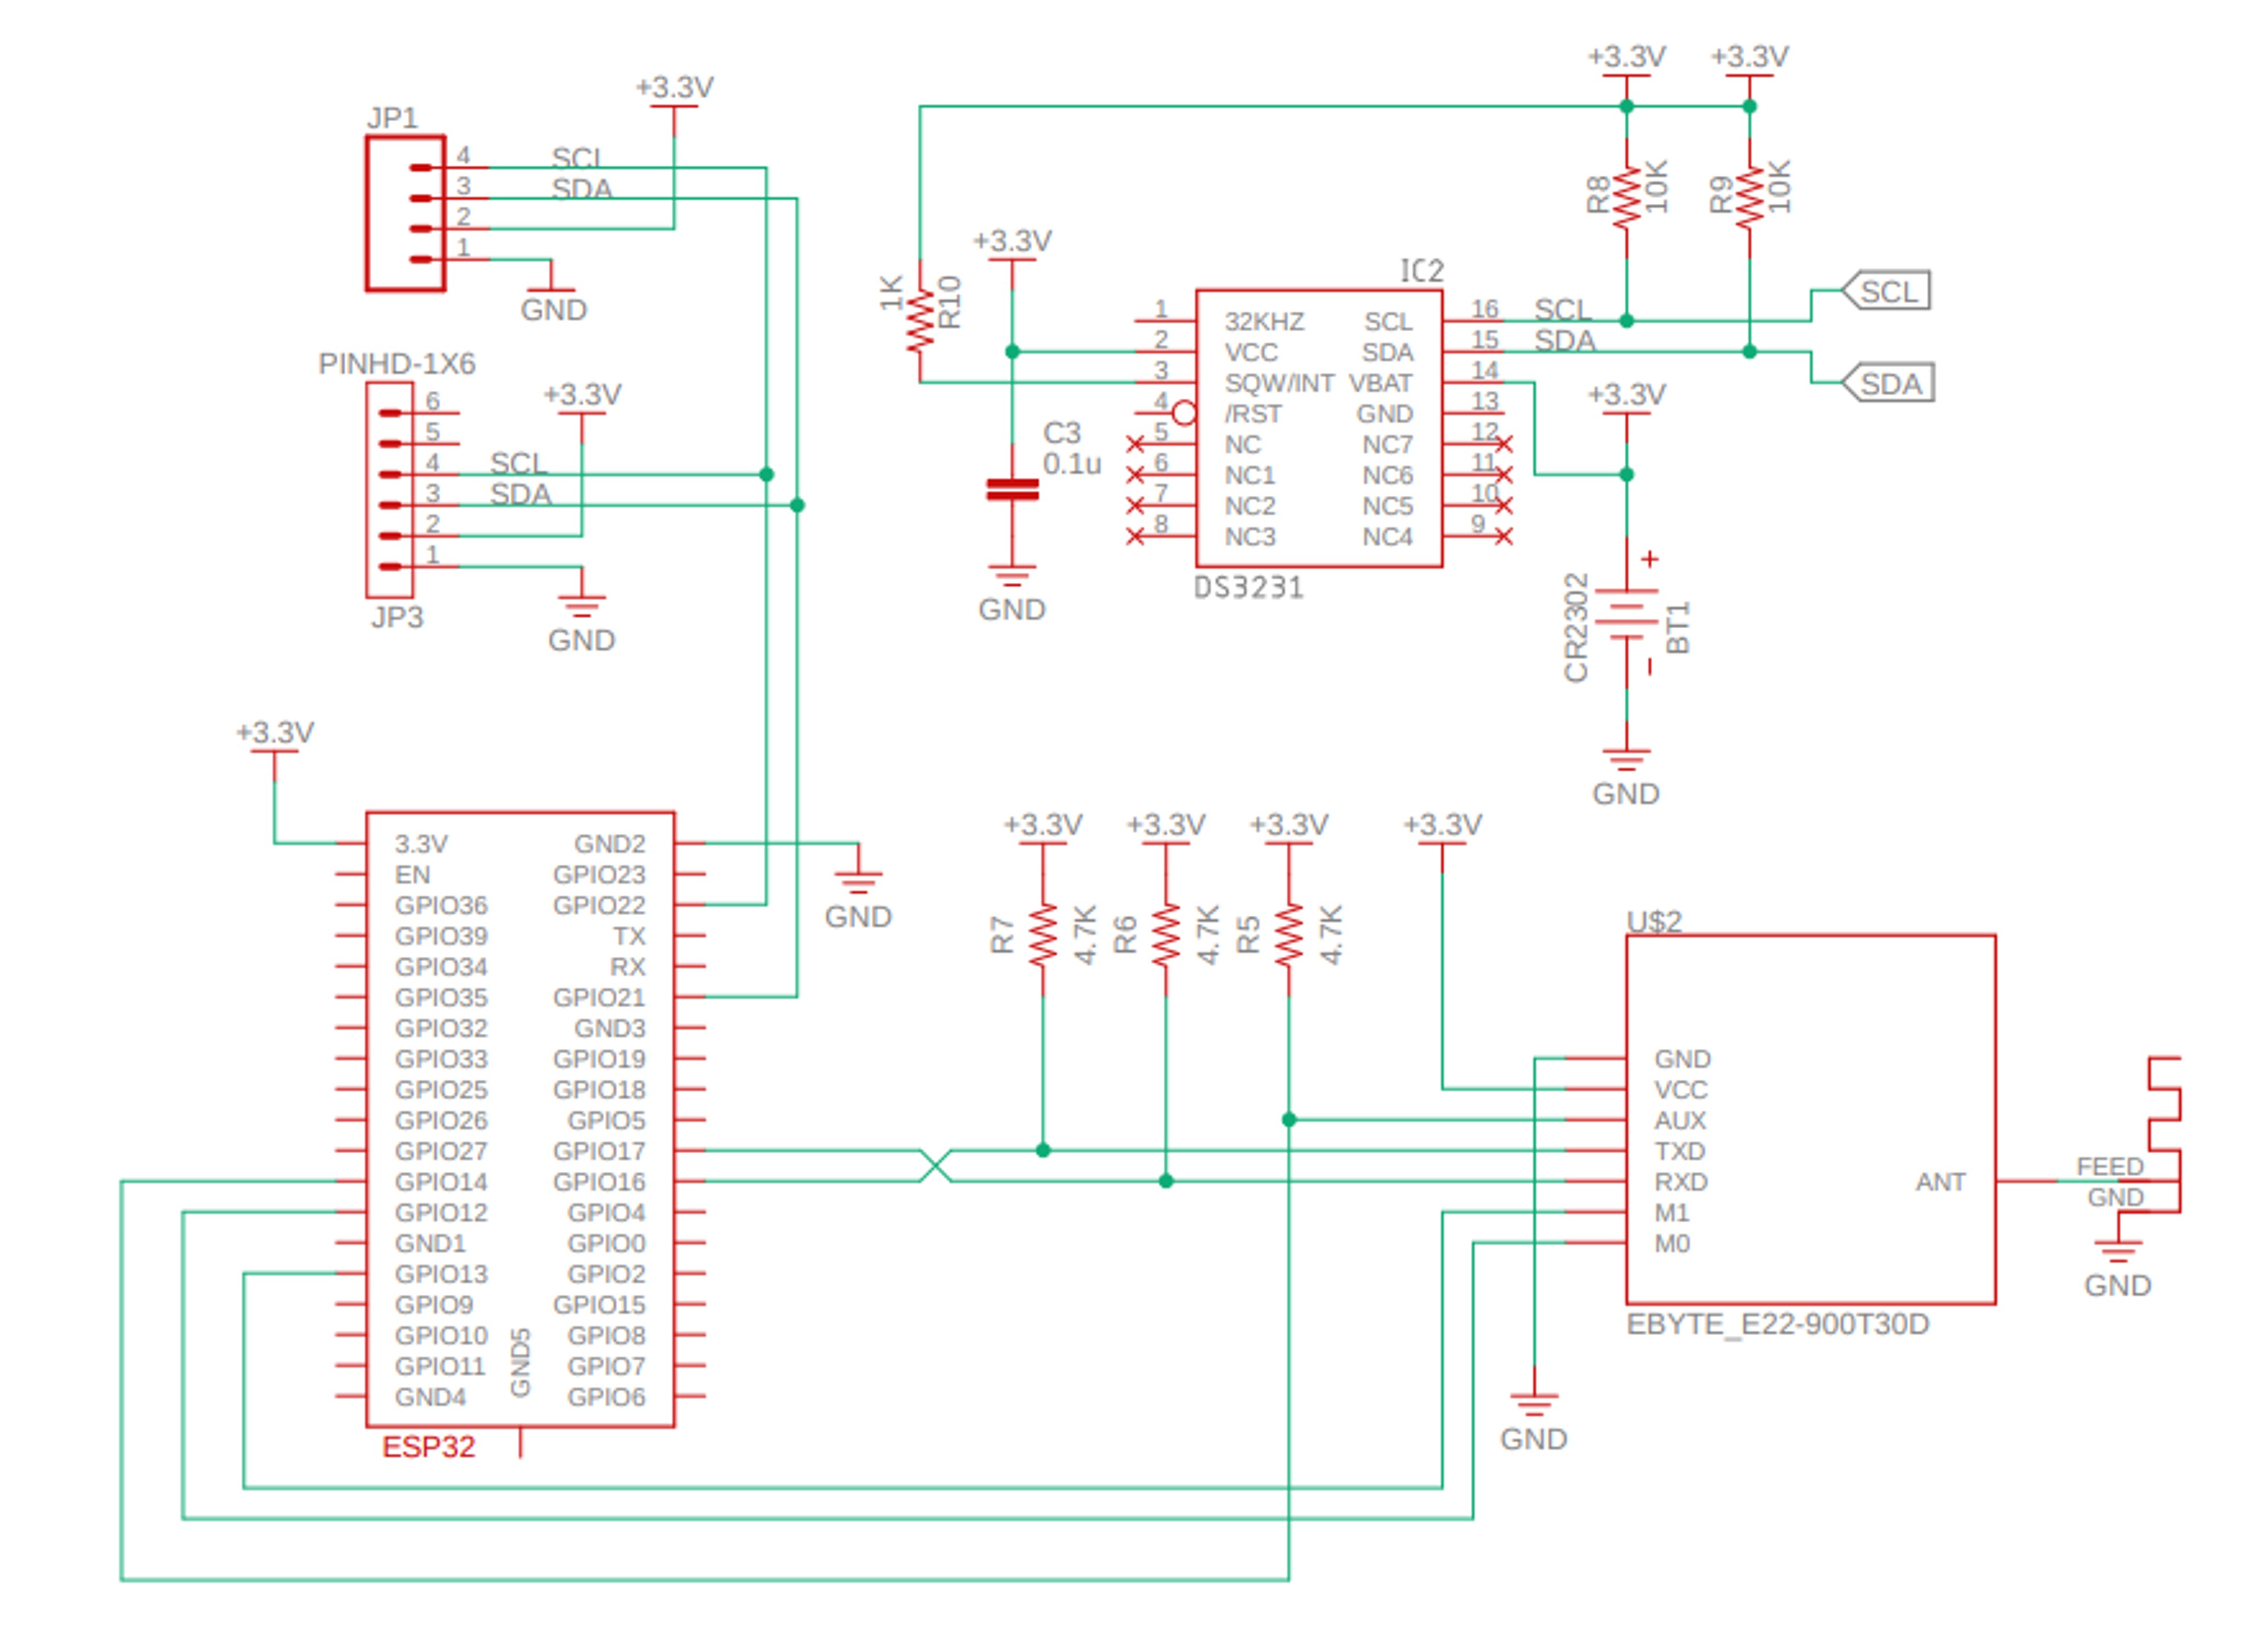 +3.3V
JP1
4 SCL
3 SDA
2
1
GND
PINHD-1X6
+3.3V
6
5
4 SCL
3 SDA
2
1
JP3
GND
+3.3V +3.3V
R8 10K R9 10K
+3.3V
1K R10
C3
0.1u
GND
IC2
1 32KHZ SCL 16 SCL
2 VCC SDA 15 SDA
3 SQW/INT VBAT 14
4 /RST GND 13
5 NC NC7 12
6 NC1 NC6 11
7 NC2 NC5 10
8 NC3 NC4 9
DS3231
SCL
SDA
+3.3V
+
CR2302 BT1
-
GND
+3.3V
3.3V GND2
EN GPIO23
GPIO36 GPIO22
GPIO39 TX
GPIO34 RX
GPIO35 GPIO21
GPIO32 GND3
GPIO33 GPIO19
GPIO25 GPIO18
GPIO26 GPIO5
GPIO27 GPIO17
GPIO14 GPIO16
GPIO12 GPIO4
GND1 GPIO0
GPIO13 GPIO2
GPIO9 GPIO15
GPIO10 GPIO8
GPIO11 GPIO7
GND4 GPIO6
GND5
ESP32
GND
+3.3V +3.3V +3.3V +3.3V
R7 4.7K R6 4.7K R5 4.7K
U$2
GND
VCC
AUX
TXD
RXD ANT
M1
M0
EBYTE_E22-900T30D
GND
FEED
GND
GND